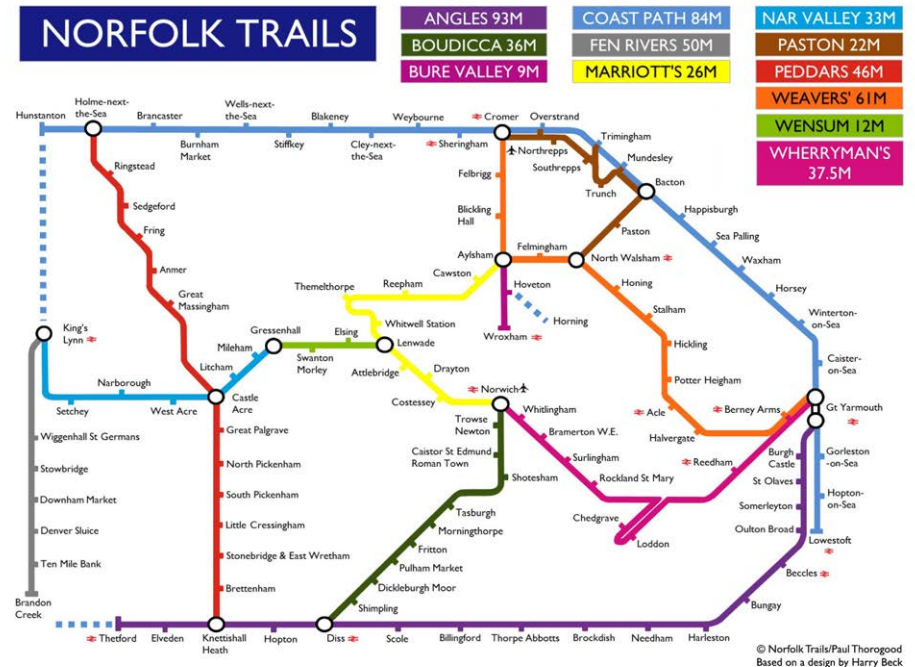 NORFOLK TRAILS
ANGLES 93M
BOUDICCA 36M
BURE VALLEY 9M
COAST PATH 84M
FEN RIVERS 50M
MARRIOTT'S 26M
NAR VALLEY 33M
PASTON 22M
PEDDARS 46M
WEAVERS' 61M
WENSUM 12M
WHERRYMAN'S
37.5M
Hunstanton
Holme-next-
the-Sea
Brancaster
Burnham
Market
Wells-next-
the-Sea
Stiffkey
Blakeney
Cley-next-
the-Sea
Weybourne
Sheringham
Cromer
Overstrand
Northrepps
Southrepps
Trimingham
Mundesley
Trunch
Bacton
Ringstead
Sedgeford
Fring
Anmer
Great
Massingham
Felbrigg
Blickling
Hall
Aylsham
Felmingham
North Walsham
Paston
Happisburgh
Sea Palling
Waxham
Horsey
Winterton-
on-Sea
Caister-
on-Sea
Cawston
Reepham
Themelthorpe
Whitwell Station
Hoveton
Horning
Wroxham
Honing
Stalham
Hickling
Potter Heigham
Acle
Halvergate
Berney Arms
Gt Yarmouth
King's
Lynn
Gressenhall
Mileham
Litcham
Elsing
Swanton
Morley
Lenwade
Attlebridge
Drayton
Costessey
Norwich
Narborough
Setchey
West Acre
Castle
Acre
Whitlingham
Bramerton W.E.
Surlingham
Rockland St Mary
Chedgrave
Loddon
Reedham
Trowse
Newton
Caistor St Edmund
Roman Town
Shotesham
Tasburgh
Morningthorpe
Fritton
Pulham Market
Dickleburgh Moor
Shimpling
Great Palgrave
North Pickenham
South Pickenham
Little Cressingham
Stonebridge & East Wretham
Brettenham
Wiggenhall St Germans
Stowbridge
Downham Market
Denver Sluice
Ten Mile Bank
Brandon
Creek
Burgh
Castle
St Olaves
Somerleyton
Oulton Broad
Gorleston
-on-Sea
Hopton-
on-Sea
Lowestoft
Beccles
Bungay
Thetford
Elveden
Knettishall
Heath
Hopton
Diss
Scole
Billingford
Thorpe Abbotts
Brockdish
Needham
Harleston
© Norfolk Trails/Paul Thorogood
Based on a design by Harry Beck